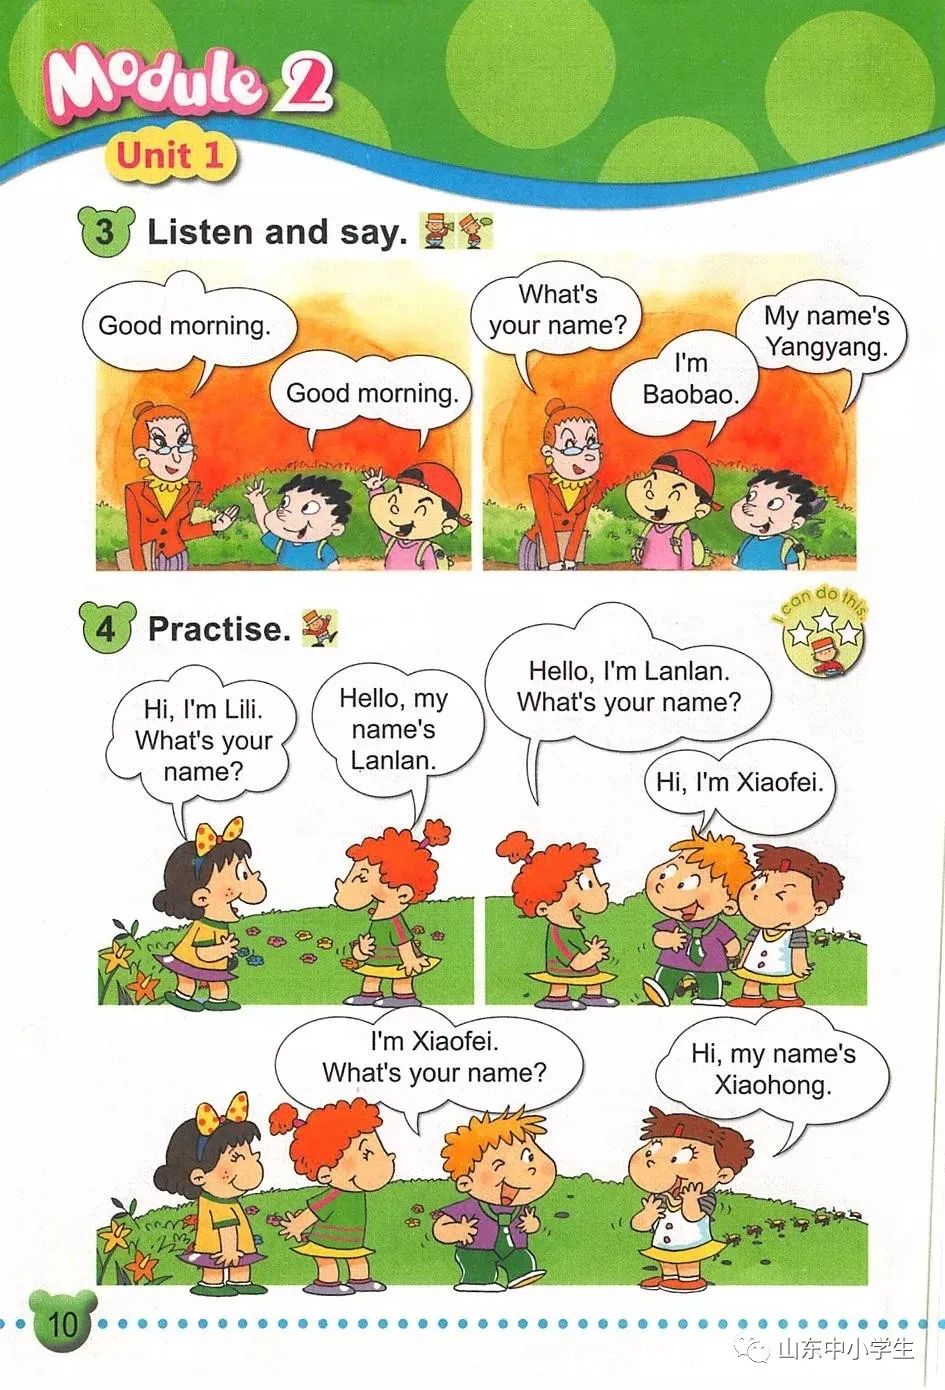 Module 2
Unit 1
3 Listen and say.
Good morning.
Good morning.
What's
your name?
I'm
Baobao.
My name's
Yangyang.
4 Practise.
I can do this.
Hi, I'm Lili.
What's your
name?
Hello, my
name's
Lanlan.
Hello, I'm Lanlan.
What's your name?
Hi, I'm Xiaofei.
I'm Xiaofei.
What's your name?
Hi, my name's
Xiaohong.
10
山东中小学生